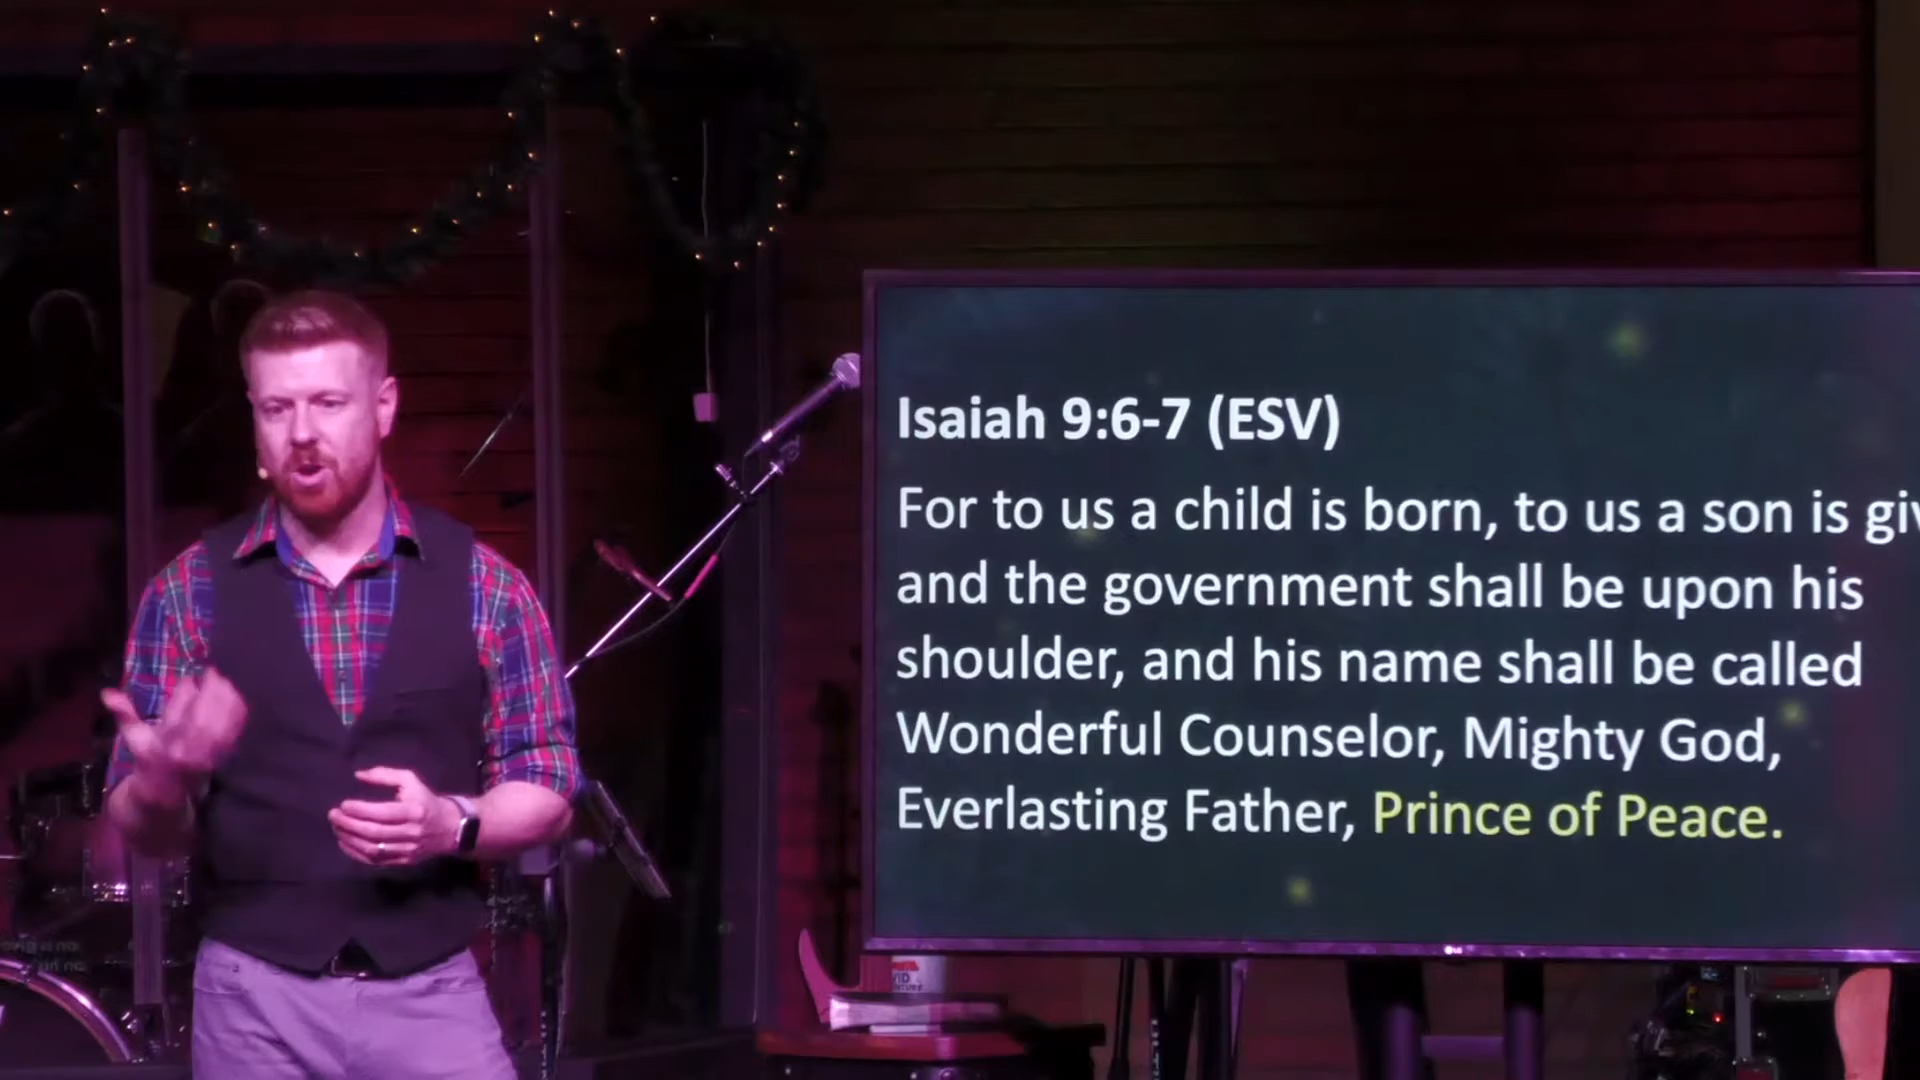 Isaiah 9:6-7 (ESV)
For to us a child is born, to us a son is giv
and the government shall be upon his
shoulder, and his name shall be called
Wonderful Counselor, Mighty God,
Everlasting Father, Prince of Peace.
LG